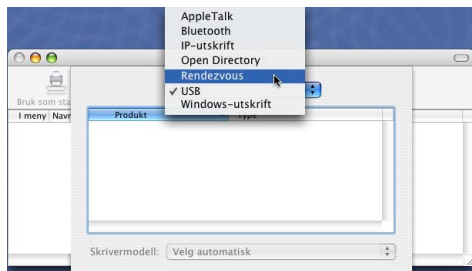 AppleTalk
Bluetooth
IP-utskrift
Open Directory
Rendezvous
✓ USB
Windows-utskrift
Bruk som sta
I meny Navn
Produkt Type
Skrivermodell: Velg automatisk